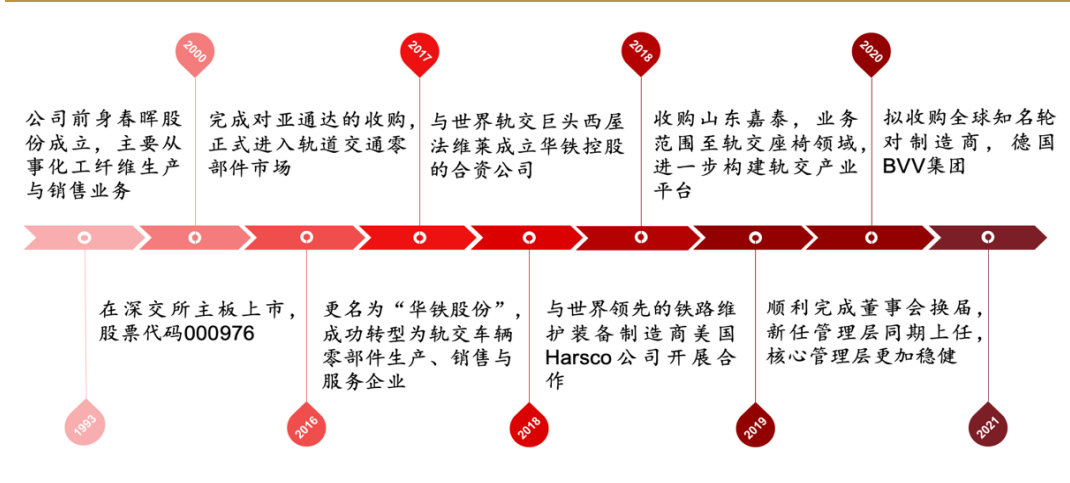 2000
2017
2018
2020
公司前身春晖股
份成立，主要从
事化工纤维生产
与销售业务
完成对亚通达的收购，
正式进入轨道交通零
部件市场
与世界轨交巨头西屋
法维莱成立华铁控股
的合资公司
收购山东嘉泰，业务
范围至轨交座椅领域，
进一步构建轨交产业
平台
拟收购全球知名轮
对制造商，德国
BVV集团
在深交所主板上市，
股票代码000976
更名为“华铁股份”，
成功转型为轨交车辆
零部件生产、销售与
服务企业
与世界领先的铁路维
护装备制造商美国
Harsco公司开展合
作
顺利完成董事会换届，
新任管理层同期上任，
核心管理层更加稳健
1993
2016
2018
2019
2021